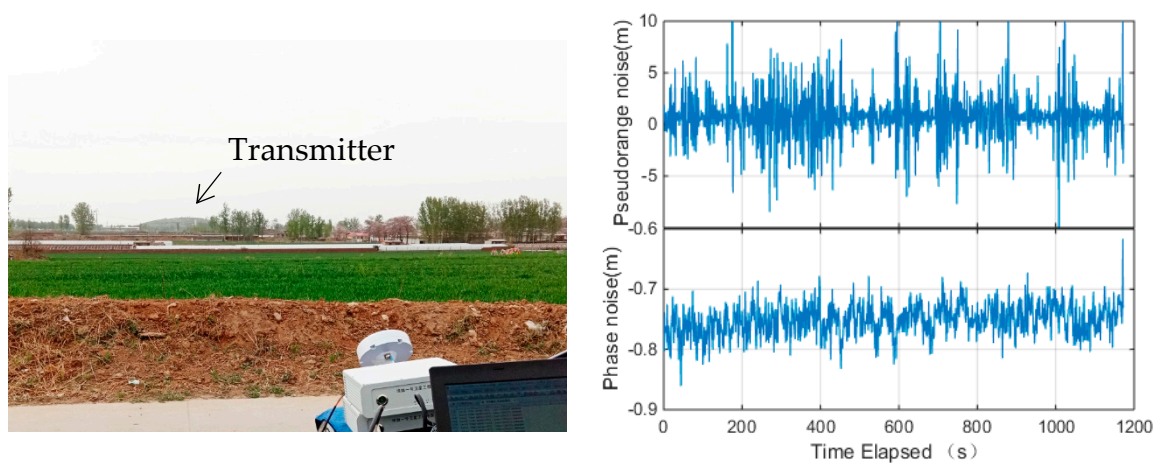 Transmitter
Pseudorange noise(m)
10
5
0
-5
-0.6
Phase noise(m)
-0.7
-0.8
-0.9
0 200 400 600 800 1000 1200
Time Elapsed （s）